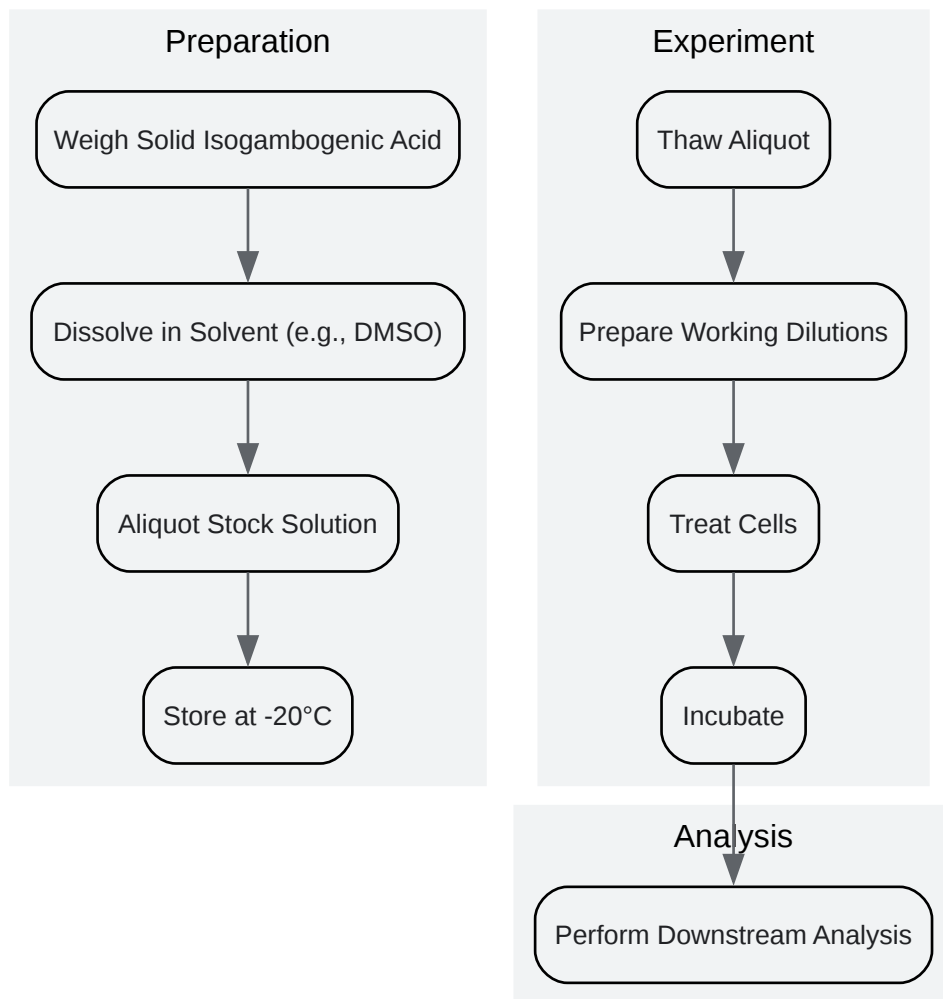 Preparation
Weigh Solid Isogambogenic Acid
Dissolve in Solvent (e.g., DMSO)
Aliquot Stock Solution
Store at -20°C
Experiment
Thaw Aliquot
Prepare Working Dilutions
Treat Cells
Incubate
Analysis
Perform Downstream Analysis